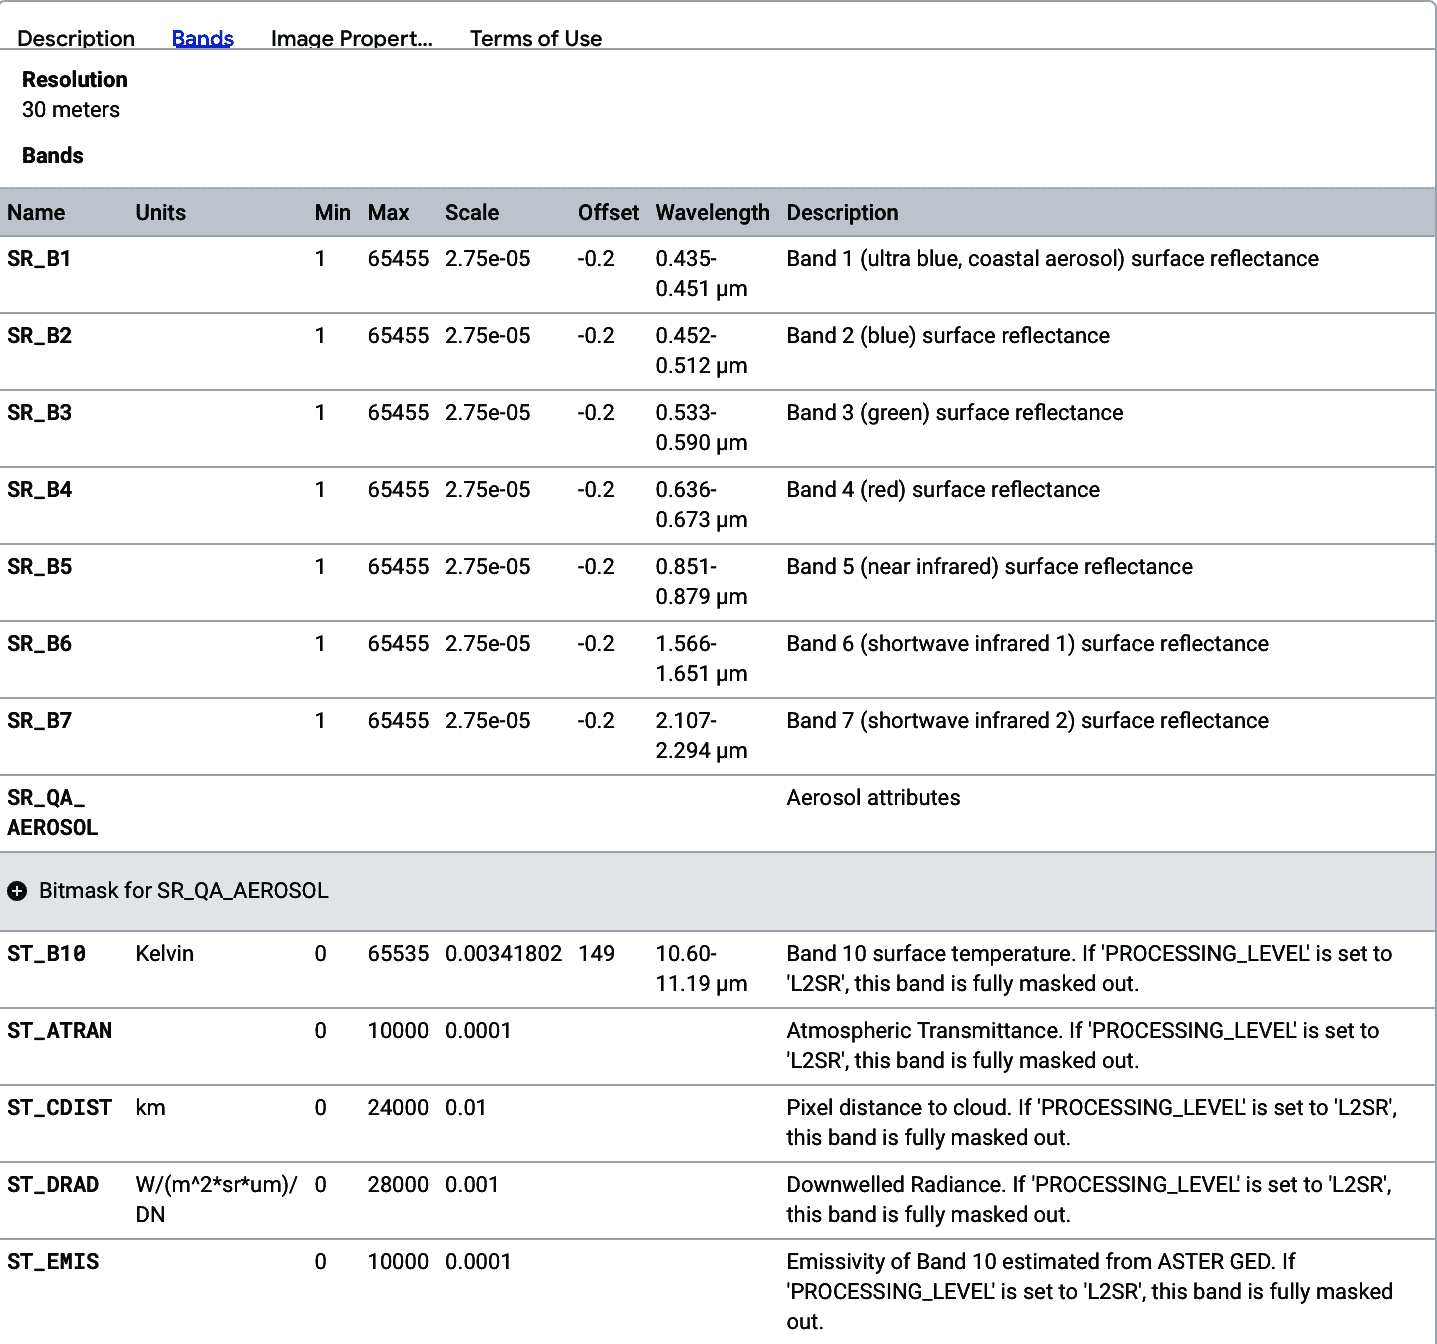 Description Bands Image Propert... Terms of Use
Resolution
30 meters
Bands
Name Units Min Max Scale Offset Wavelength Description
SR_B1 1 65455 2.75e-05 -0.2 0.435- Band 1 (ultra blue, coastal aerosol) surface reflectance
0.451 μm
SR_B2 1 65455 2.75e-05 -0.2 0.452- Band 2 (blue) surface reflectance
0.512 μm
SR_B3 1 65455 2.75e-05 -0.2 0.533- Band 3 (green) surface reflectance
0.590 μm
SR_B4 1 65455 2.75e-05 -0.2 0.636- Band 4 (red) surface reflectance
0.673 μm
SR_B5 1 65455 2.75e-05 -0.2 0.851- Band 5 (near infrared) surface reflectance
0.879 μm
SR_B6 1 65455 2.75e-05 -0.2 1.566- Band 6 (shortwave infrared 1) surface reflectance
1.651 μm
SR_B7 1 65455 2.75e-05 -0.2 2.107- Band 7 (shortwave infrared 2) surface reflectance
2.294 μm
SR_QA_ Aerosol attributes
AEROSOL
Bitmask for SR_QA_AEROSOL
ST_B10 Kelvin 0 65535 0.00341802 149 10.60- Band 10 surface temperature. If 'PROCESSING_LEVEL' is set to
11.19 μm 'L2SR', this band is fully masked out.
ST_ATRAN 0 10000 0.0001 Atmospheric Transmittance. If 'PROCESSING_LEVEL' is set to
'L2SR', this band is fully masked out.
ST_CDIST km 0 24000 0.01 Pixel distance to cloud. If 'PROCESSING_LEVEL' is set to 'L2SR',
this band is fully masked out.
ST_DRAD W/(m^2*sr*um)/ 0 28000 0.001 Downwelled Radiance. If 'PROCESSING_LEVEL' is set to 'L2SR',
DN this band is fully masked out.
ST_EMIS 0 10000 0.0001 Emissivity of Band 10 estimated from ASTER GED. If
'PROCESSING_LEVEL' is set to 'L2SR', this band is fully masked
out.